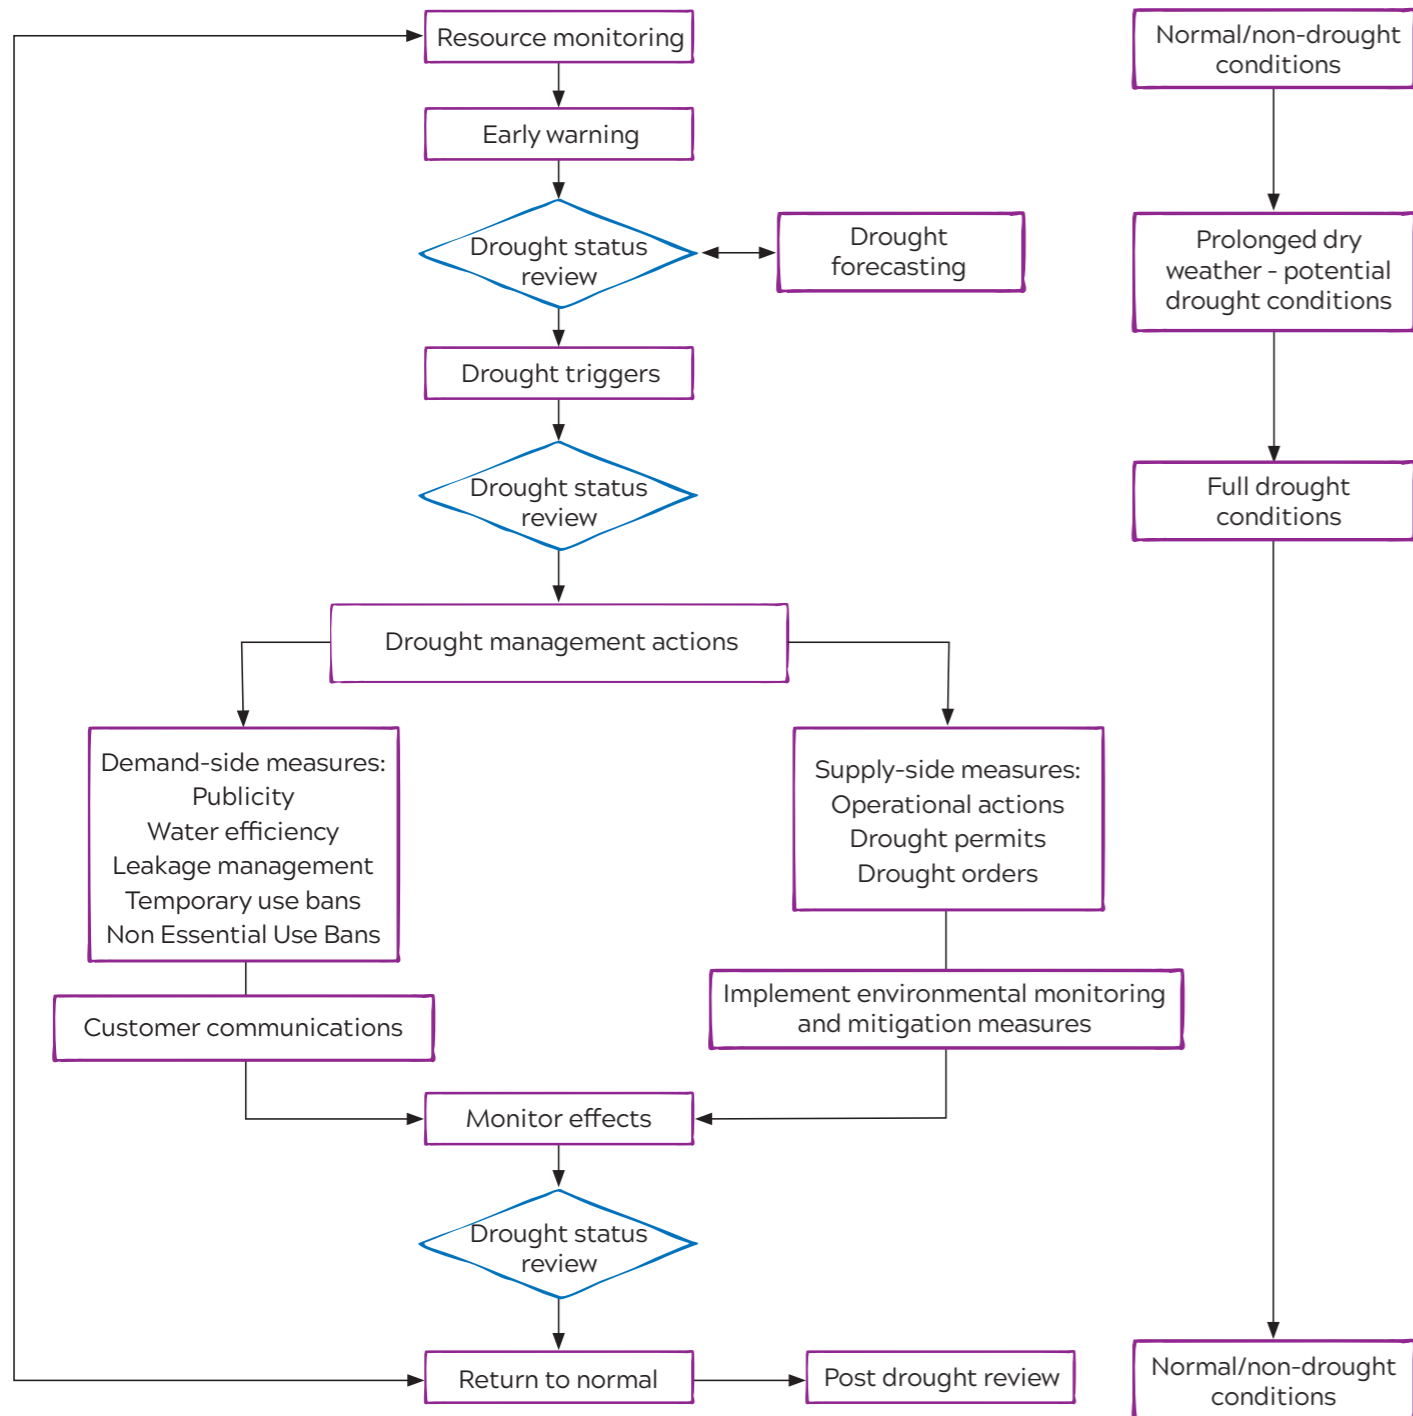 Resource monitoring
Early warning
Drought status
review
Drought
forecasting
Drought triggers
Drought status
review
Drought management actions
Demand-side measures:
Publicity
Water efficiency
Leakage management
Temporary use bans
Non Essential Use Bans
Supply-side measures:
Operational actions
Drought permits
Drought orders
Customer communications
Implement environmental monitoring
and mitigation measures
Monitor effects
Drought status
review
Return to normal
Post drought review
Normal/non-drought
conditions
Prolonged dry
weather - potential
drought conditions
Full drought
conditions
Normal/non-drought
conditions